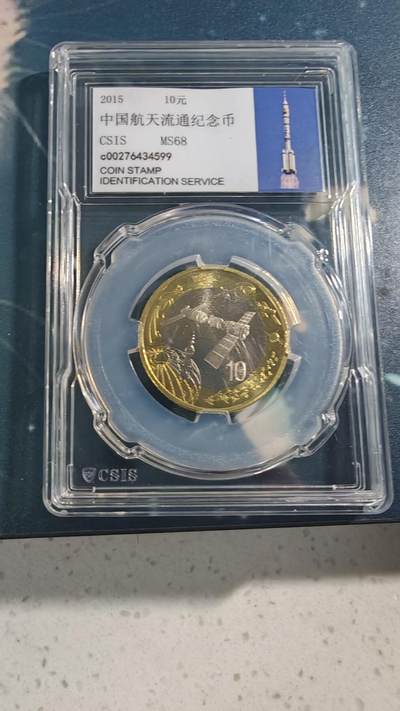 2015 10元
中国航天流通纪念币
CSIS MS68
c00276434599
COIN STAMP
IDENTIFICATION SERVICE
10
CSIS